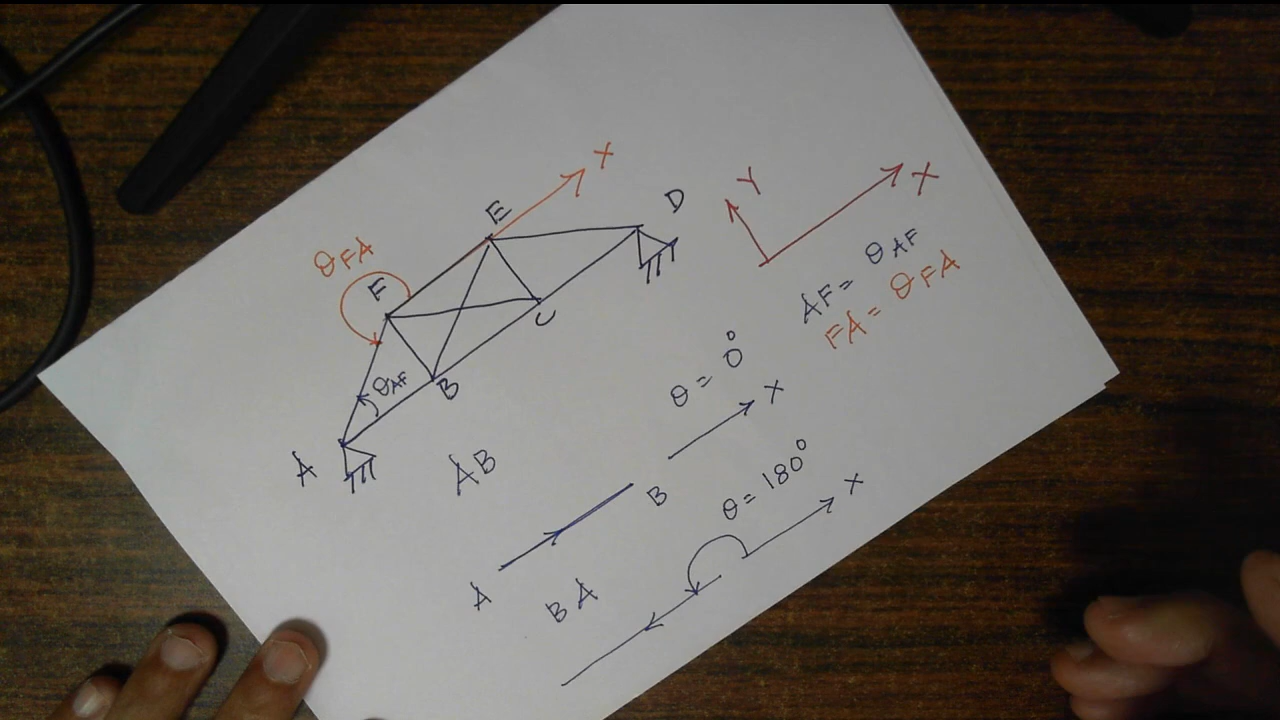 X
E
D
θFA
F
Y
X
AF = θAF
FA = θFA
θAF
B
C
A
AB
θ = 0°
X
A
B
BA
θ = 180°
X